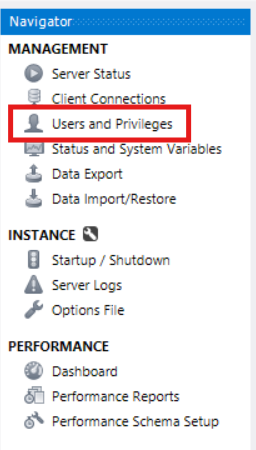 Navigator
MANAGEMENT
Server Status
Client Connections
Users and Privileges
Status and System Variables
Data Export
Data Import/Restore
INSTANCE
Startup / Shutdown
Server Logs
Options File
PERFORMANCE
Dashboard
Performance Reports
Performance Schema Setup